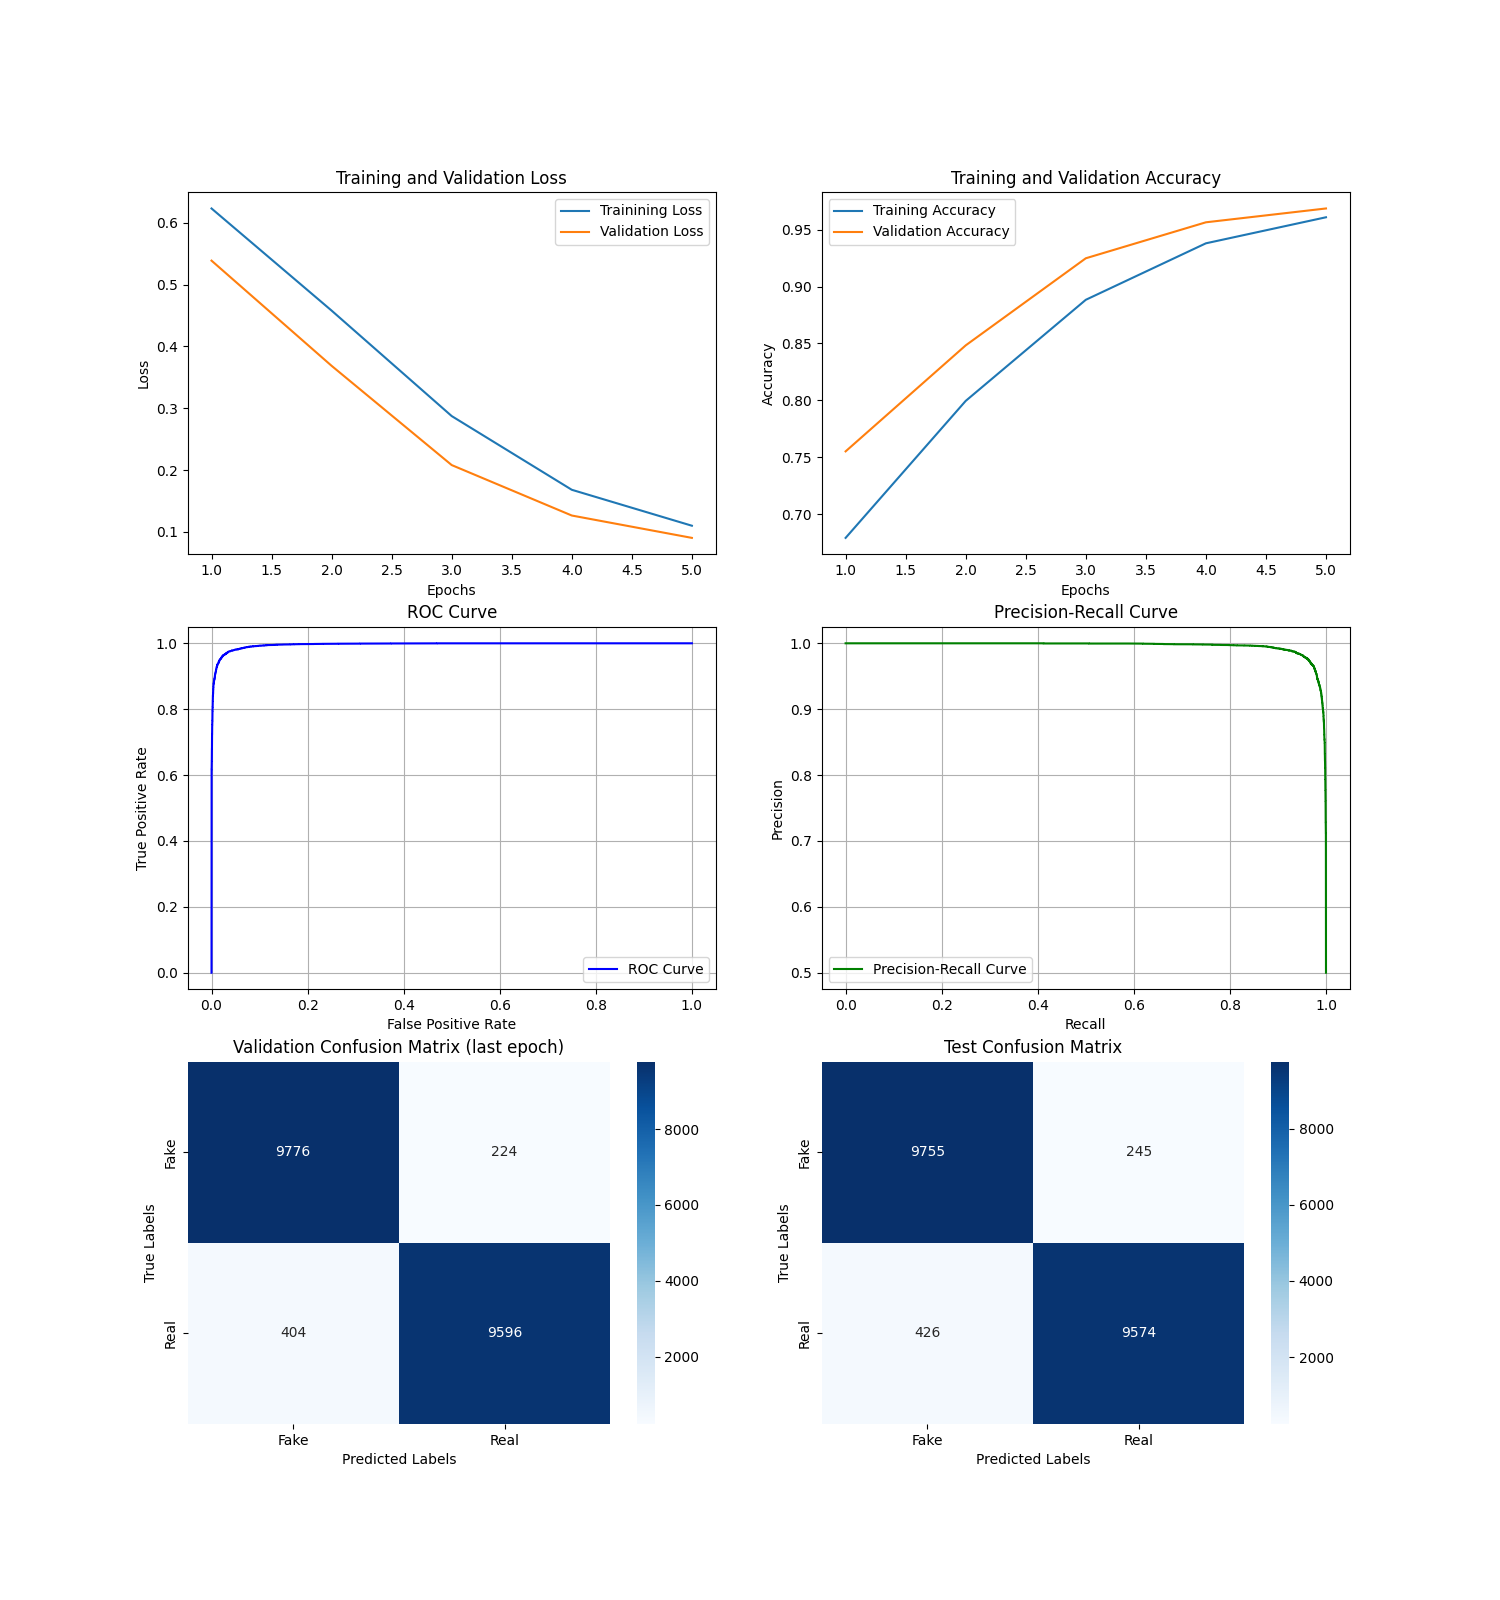 Training and Validation Loss
Trainining Loss
Validation Loss
Loss
0.6
0.5
0.4
0.3
0.2
0.1
1.0 1.5 2.0 2.5 3.0 3.5 4.0 4.5 5.0
Epochs
Training and Validation Accuracy
Training Accuracy
Validation Accuracy
Accuracy
0.95
0.90
0.85
0.80
0.75
0.70
1.0 1.5 2.0 2.5 3.0 3.5 4.0 4.5 5.0
Epochs
ROC Curve
True Positive Rate
1.0
0.8
0.6
0.4
0.2
0.0
ROC Curve
0.0 0.2 0.4 0.6 0.8 1.0
False Positive Rate
Precision-Recall Curve
Precision
1.0
0.9
0.8
0.7
0.6
0.5
Precision-Recall Curve
0.0 0.2 0.4 0.6 0.8 1.0
Recall
Validation Confusion Matrix (last epoch)
True Labels
Fake
9776 224
Real
404 9596
Fake Real
Predicted Labels
8000
6000
4000
2000
Test Confusion Matrix
True Labels
Fake
9755 245
Real
426 9574
Fake Real
Predicted Labels
8000
6000
4000
2000